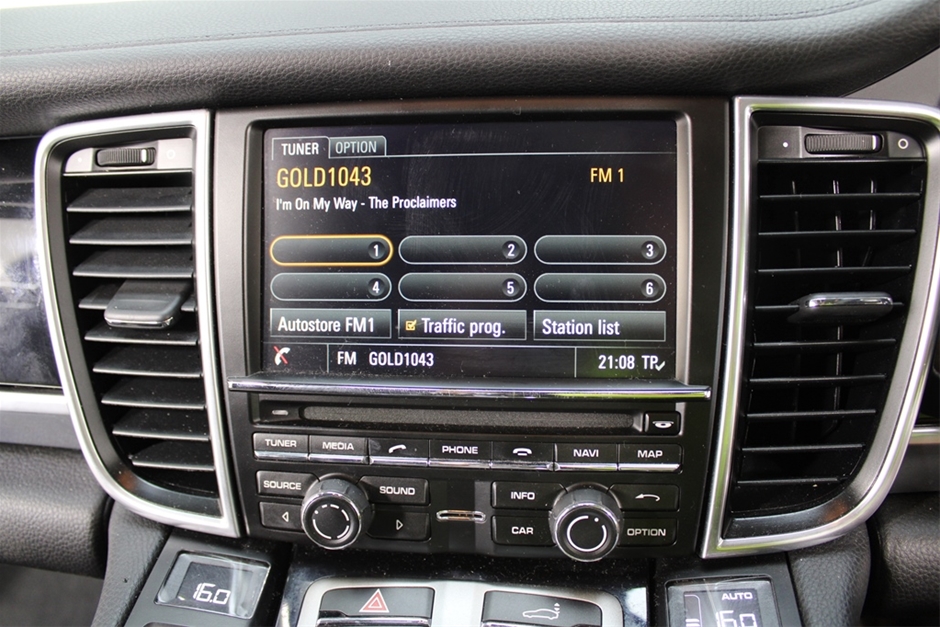 TUNER OPTION
GOLD1043 FM 1
I'm On My Way - The Proclaimers
1 2 3
4 5 6
Autostore FM1 Traffic prog. Station list
FM GOLD1043 21:08 TP
TUNER MEDIA PHONE NAVI MAP
SOURCE SOUND INFO
CAR OPTION
16.0 AUTO
16.0